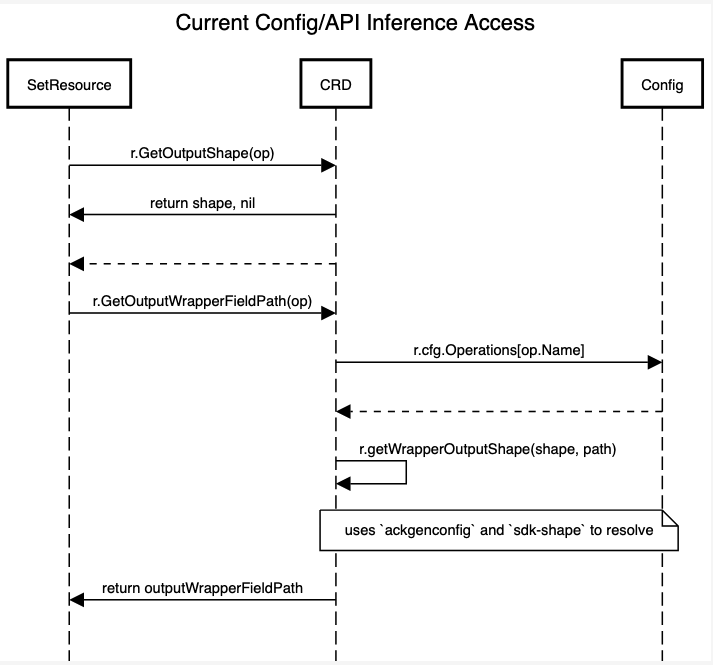 Current Config/API Inference Access
SetResource
CRD
Config
r.GetOutputShape(op)
return shape, nil
r.GetOutputWrapperFieldPath(op)
r.cfg.Operations[op.Name]
r.getWrapperOutputShape(shape, path)
uses `ackgenconfig` and `sdk-shape` to resolve
return outputWrapperFieldPath